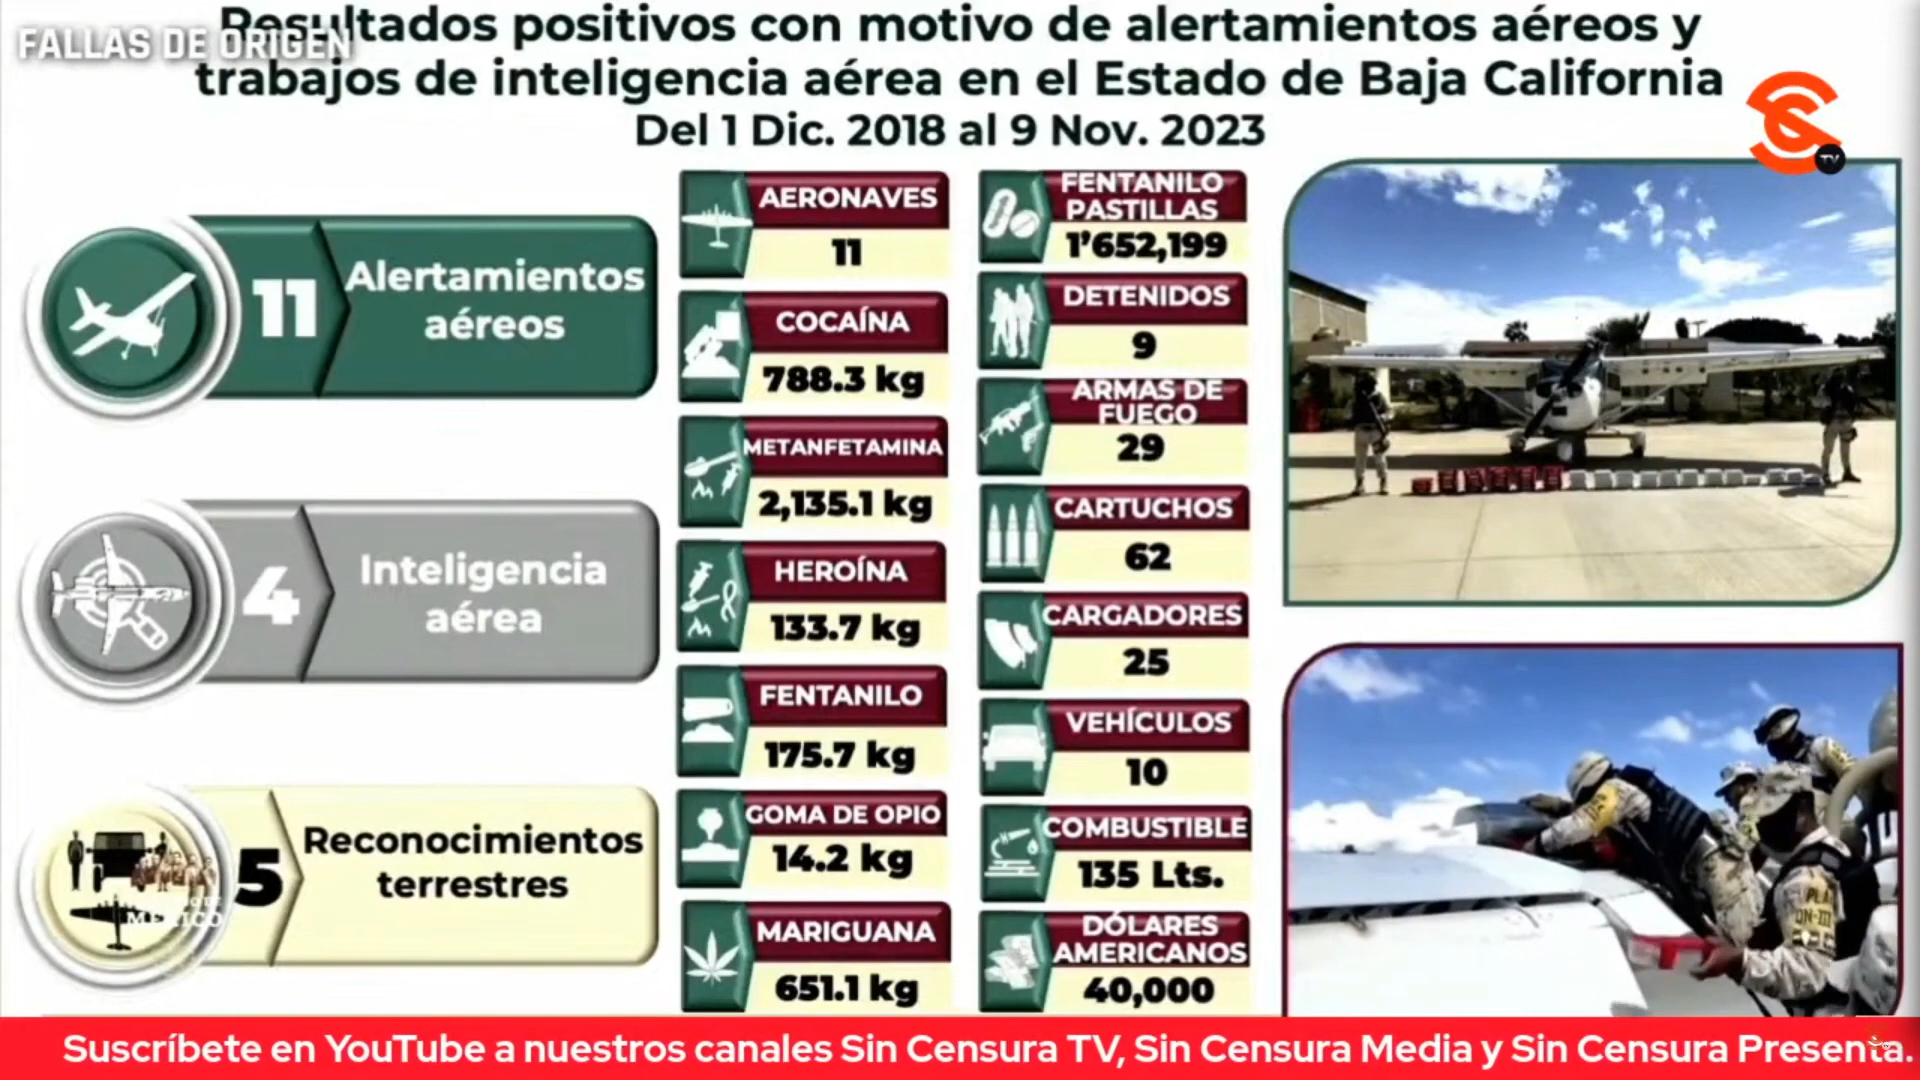 FALLAS DE ORIGEN
Resultados positivos con motivo de alertamientos aéreos y
trabajos de inteligencia aérea en el Estado de Baja California
Del 1 Dic. 2018 al 9 Nov. 2023
TV
11
Alertamientos
aéreos
4
Inteligencia
aérea
5
Reconocimientos
terrestres
MÉXICO
AERONAVES
11
COCAÍNA
788.3 kg
METANFETAMINA
2,135.1 kg
HEROÍNA
133.7 kg
FENTANILO
175.7 kg
GOMA DE OPIO
14.2 kg
MARIGUANA
651.1 kg
FENTANILO
PASTILLAS
1'652,199
DETENIDOS
9
ARMAS DE
FUEGO
29
CARTUCHOS
62
CARGADORES
25
VEHÍCULOS
10
COMBUSTIBLE
135 Lts.
DÓLARES
AMERICANOS
40,000
PLAN
DN-III
Suscríbete en YouTube a nuestros canales Sin Censura TV, Sin Censura Media y Sin Censura Presenta.